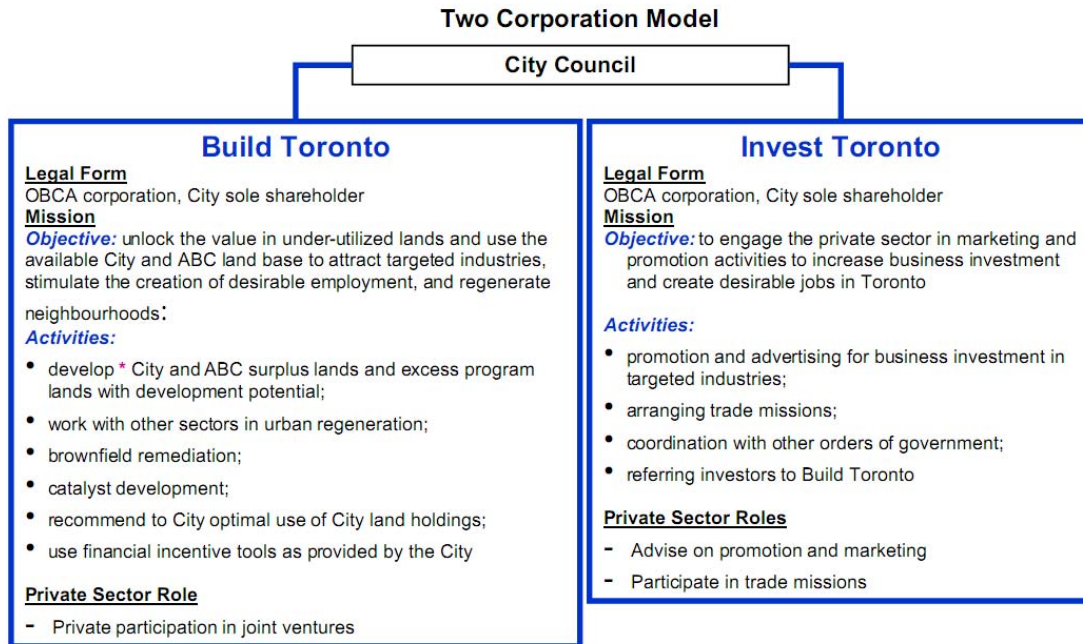 Two Corporation Model
City Council
Build Toronto
Legal Form
OBCA corporation, City sole shareholder
Mission
Objective: unlock the value in under-utilized lands and use the
available City and ABC land base to attract targeted industries,
stimulate the creation of desirable employment, and regenerate
neighbourhoods:
Activities:
• develop * City and ABC surplus lands and excess program
lands with development potential;
• work with other sectors in urban regeneration;
• brownfield remediation;
• catalyst development;
• recommend to City optimal use of City land holdings;
• use financial incentive tools as provided by the City
Private Sector Role
- Private participation in joint ventures
Invest Toronto
Legal Form
OBCA corporation, City sole shareholder
Mission
Objective: to engage the private sector in marketing and
promotion activities to increase business investment
and create desirable jobs in Toronto
Activities:
• promotion and advertising for business investment in
targeted industries;
• arranging trade missions;
• coordination with other orders of government;
• referring investors to Build Toronto
Private Sector Roles
- Advise on promotion and marketing
- Participate in trade missions